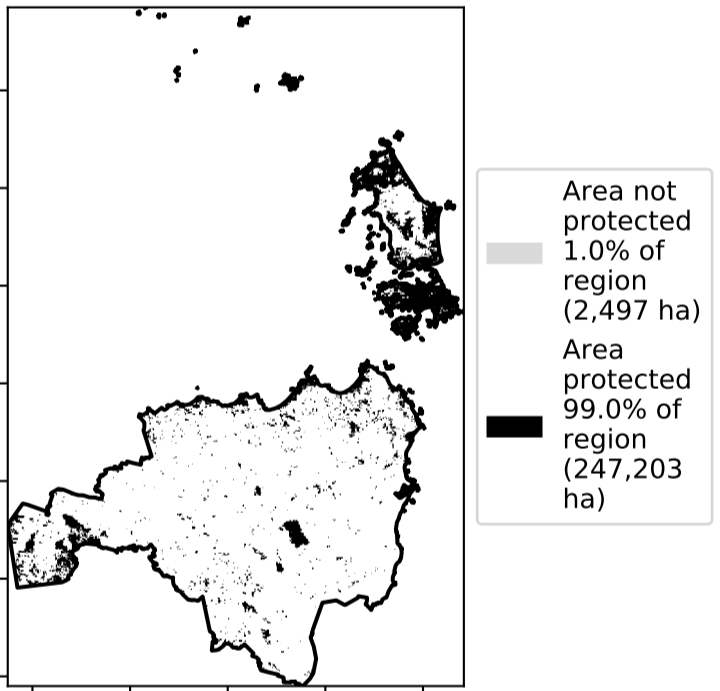 Area not
protected
1.0% of
region
(2,497 ha)
Area
protected
99.0% of
region
(247,203
ha)